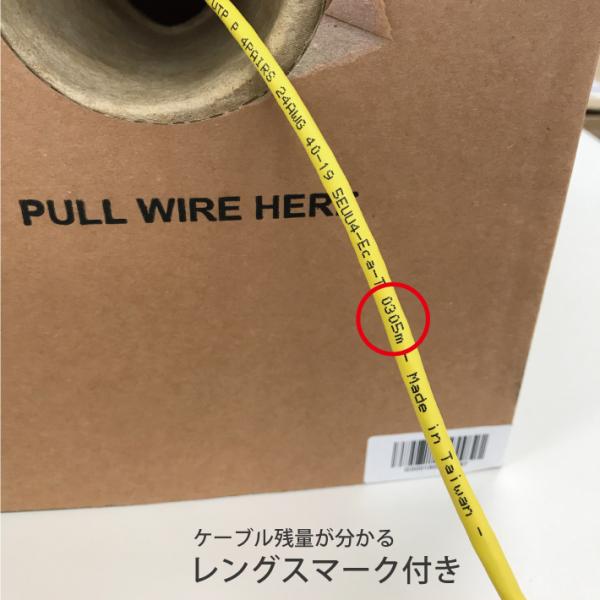 UTP P 4PAIRS 24AWG 40-19 SEUU4-Eca-T 0305m - Made in Taiwan -
PULL WIRE HERE
ケーブル残量が分かる
レングスマーク付き